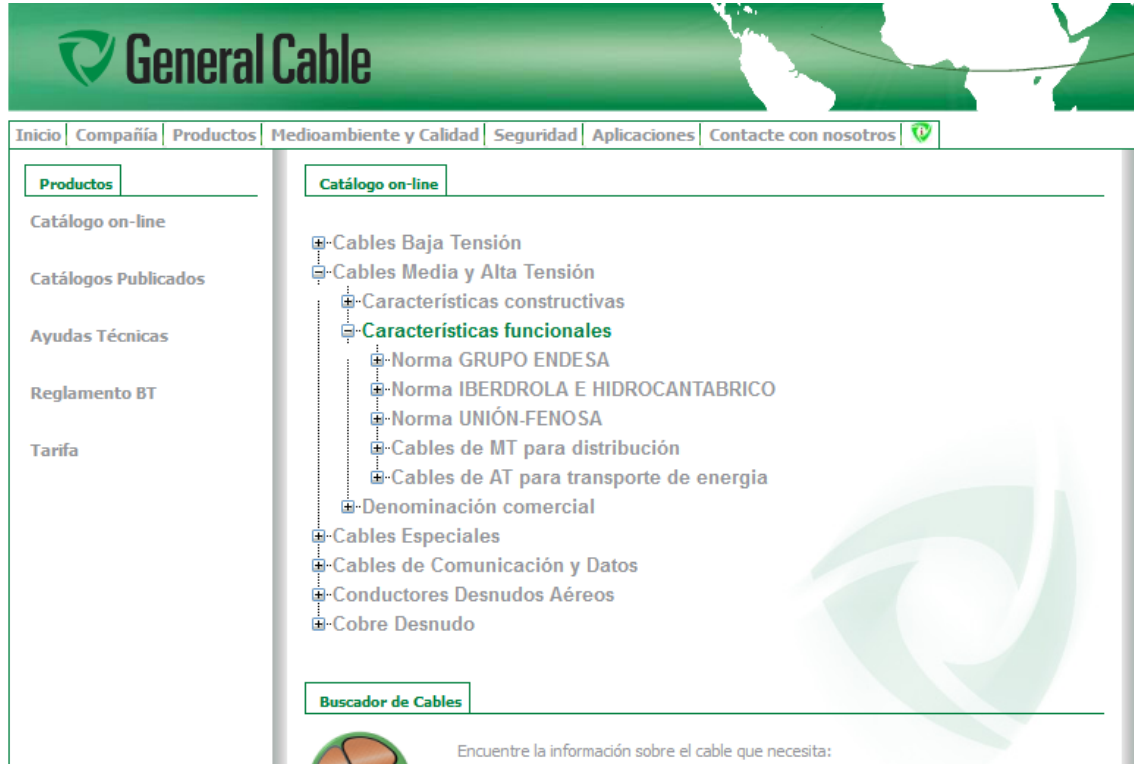 General Cable
Inicio Compañía Productos Medioambiente y Calidad Seguridad Aplicaciones Contacte con nosotros
Productos
Catálogo on-line
Catálogos Publicados
Ayudas Técnicas
Reglamento BT
Tarifa
Catálogo on-line
Cables Baja Tensión
Cables Media y Alta Tensión
Características constructivas
Características funcionales
Norma GRUPO ENDESA
Norma IBERDROLA E HIDROCANTABRICO
Norma UNIÓN-FENOSA
Cables de MT para distribución
Cables de AT para transporte de energia
Denominación comercial
Cables Especiales
Cables de Comunicación y Datos
Conductores Desnudos Aéreos
Cobre Desnudo
Buscador de Cables
Encuentre la información sobre el cable que necesita: